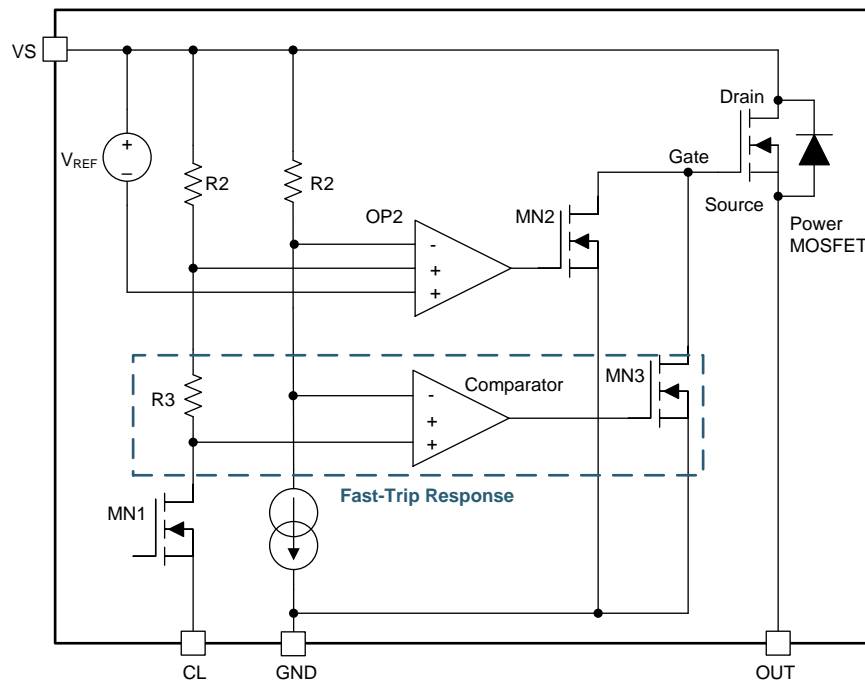 VS
Drain
VREF
+
−
R2
R2
Gate
OP2
MN2
Source
-
+
+
Power
MOSFET
MN3
R3
Comparator
-
+
+
Fast-Trip Response
MN1
CL
GND
OUT